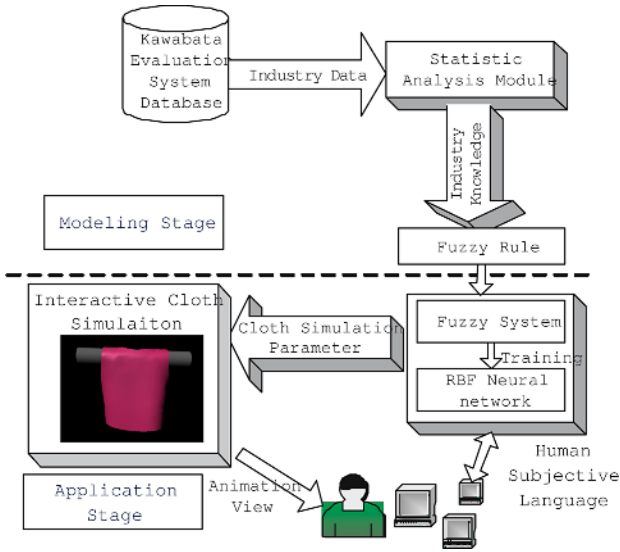 Kawabata
Evaluation
System
Database
Industry Data
Statistic
Analysis Module
Industry
Knowledge
Modeling Stage
Fuzzy Rule
Interactive Cloth
Simulaiton
Cloth Simulation
Parameter
Fuzzy System
Training
RBF Neural
network
Human
Subjective
Language
Animation
View
Application
Stage